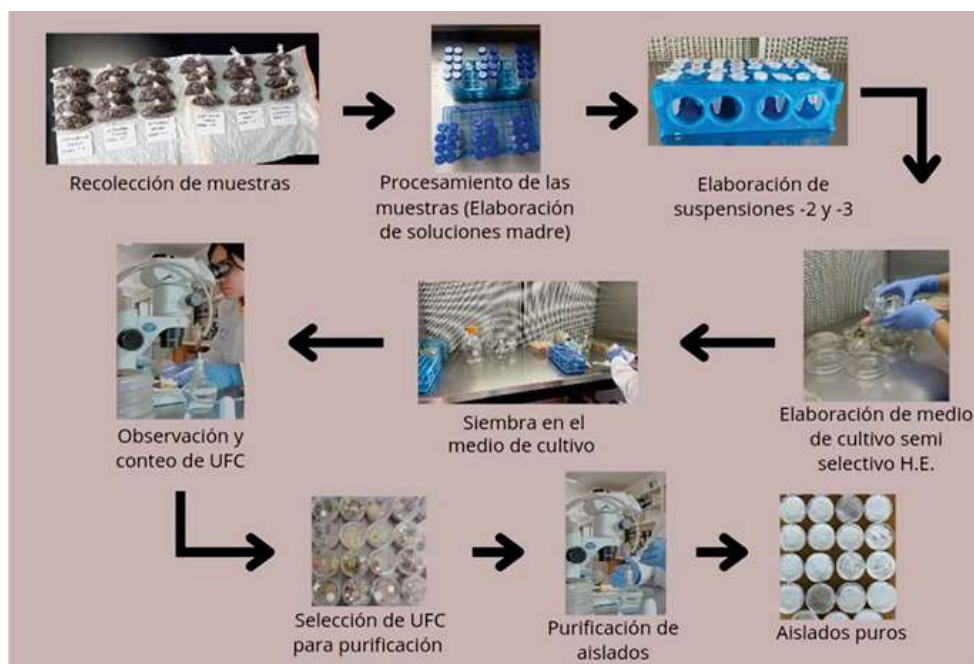 Recolección de muestras
Procesamiento de las
muestras (Elaboración
de soluciones madre)
Elaboración de
suspensiones -2 y -3
Elaboración de medio
de cultivo semi
selectivo H.E.
Siembra en el
medio de cultivo
Observación y
conteo de UFC
Selección de UFC
para purificación
Purificación de
aislados
Aislados puros